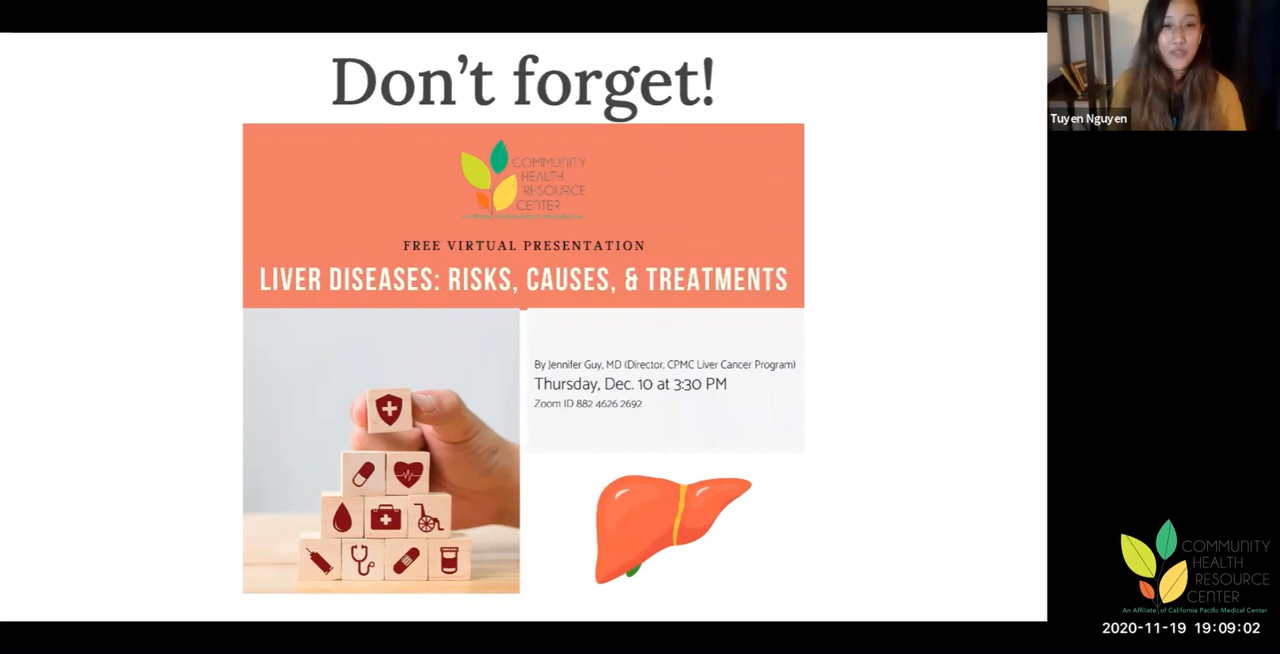 Don't forget!
COMMUNITY
HEALTH
RESOURCE
CENTER
FREE VIRTUAL PRESENTATION
LIVER DISEASES: RISKS, CAUSES, & TREATMENTS
By Jennifer Guy, MD (Director, CPMC Liver Cancer Program)
Thursday, Dec. 10 at 3:30 PM
Zoom ID 882 4626 2692
Tuyen Nguyen
COMMUNITY
HEALTH
RESOURCE
CENTER
An Affiliate of California Pacific Medical Center
2020-11-19 19:09:02